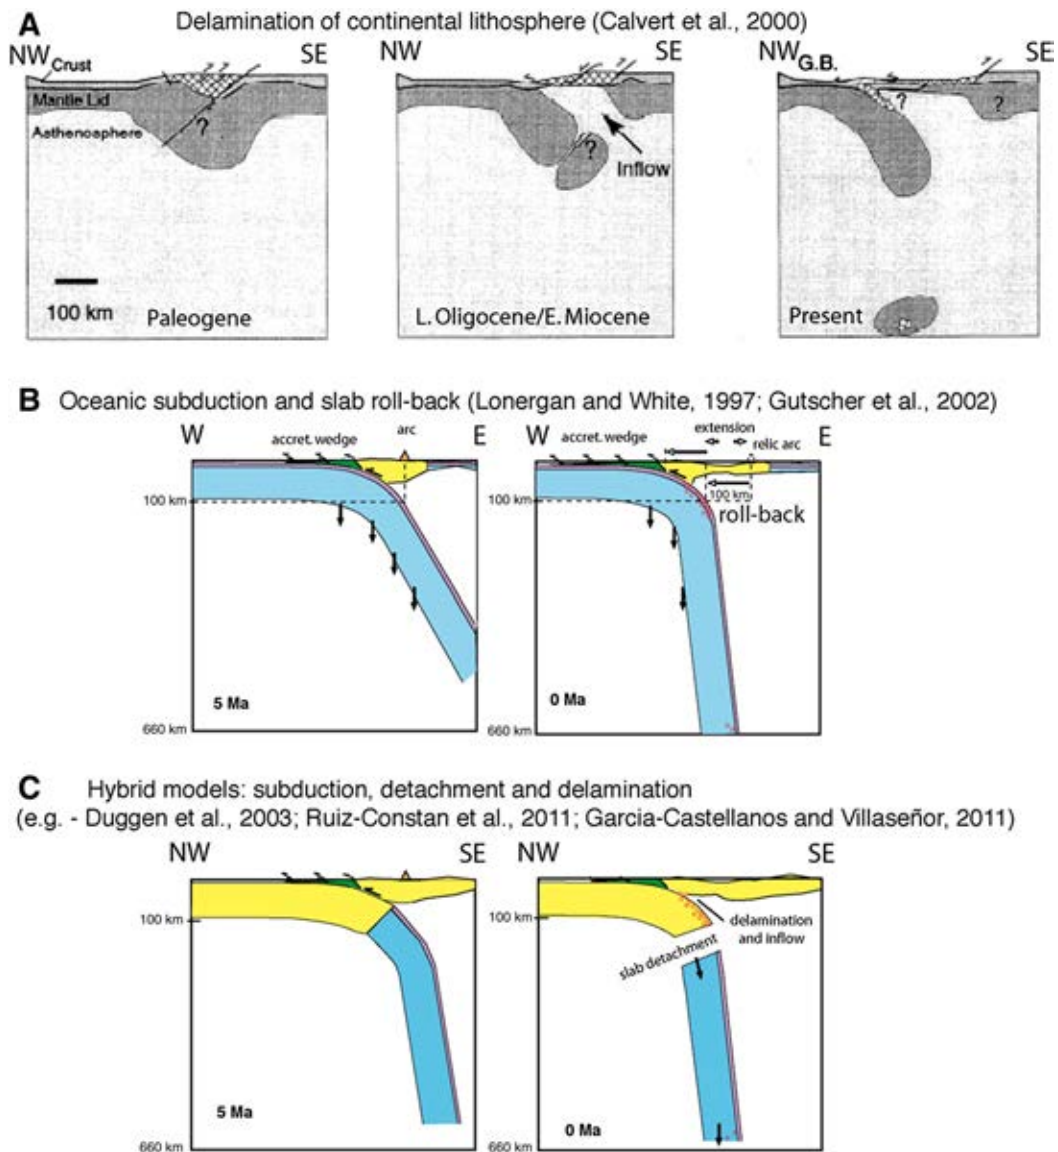 A Delamination of continental lithosphere (Calvert et al., 2000)
NW SE NW SE NW SE
Crust
Mantle Lid
Asthenosphere
?
100 km
Paleogene
?
Inflow
L. Oligocene/E. Miocene
G.B.
?
?
Present
B Oceanic subduction and slab roll-back (Lonergan and White, 1997; Gutscher et al., 2002)
W E
accret. wedge
arc
100 km
5 Ma
660 km
W E
accret. wedge
extension
relic arc
100 km
100 km
roll-back
0 Ma
660 km
C Hybrid models: subduction, detachment and delamination
(e.g. - Duggen et al., 2003; Ruiz-Constan et al., 2011; Garcia-Castellanos and Villaseñor, 2011)
NW SE
100 km
5 Ma
660 km
NW SE
100 km
delamination
and inflow
slab detachment
0 Ma
660 km